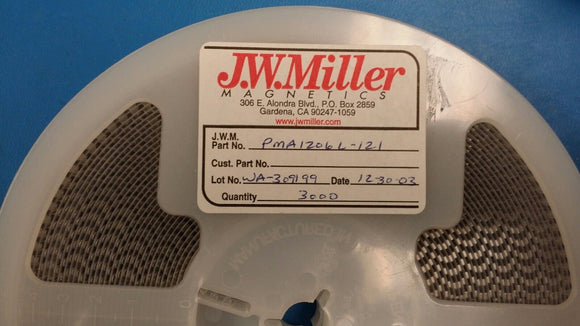 J.W.Miller
MAGNETICS
306 E. Alondra Blvd., P.O. Box 2859
Gardena, CA 90247-1059
www.jwmiller.com
J.W.M.
Part No. PMA1206L-121
Cust. Part No.
Lot No. WA-309199 Date 12-30-03
Quantity 3000